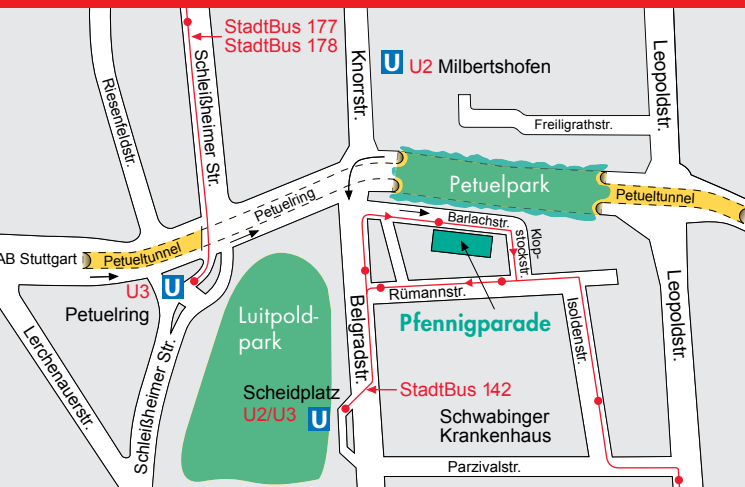 StadtBus 177
StadtBus 178
U U2 Milbertshofen
Riesenfeldstr.
Schleißheimer Str.
Knorrstr.
Leopoldstr.
Freiligrathstr.
Petuelpark
Petueltunnel
Petuelring
Barlachstr.
Klop-
stockstr.
AB Stuttgart
Petueltunnel
U3 U
Petuelring
Luitpold-
park
Belgradstr.
Rümannstr.
Pfennigparade
Isoldenstr.
Leopoldstr.
Lerchenauerstr.
Schleißheimer Str.
Scheidplatz
U2/U3 U
StadtBus 142
Schwabinger
Krankenhaus
Parzivalstr.